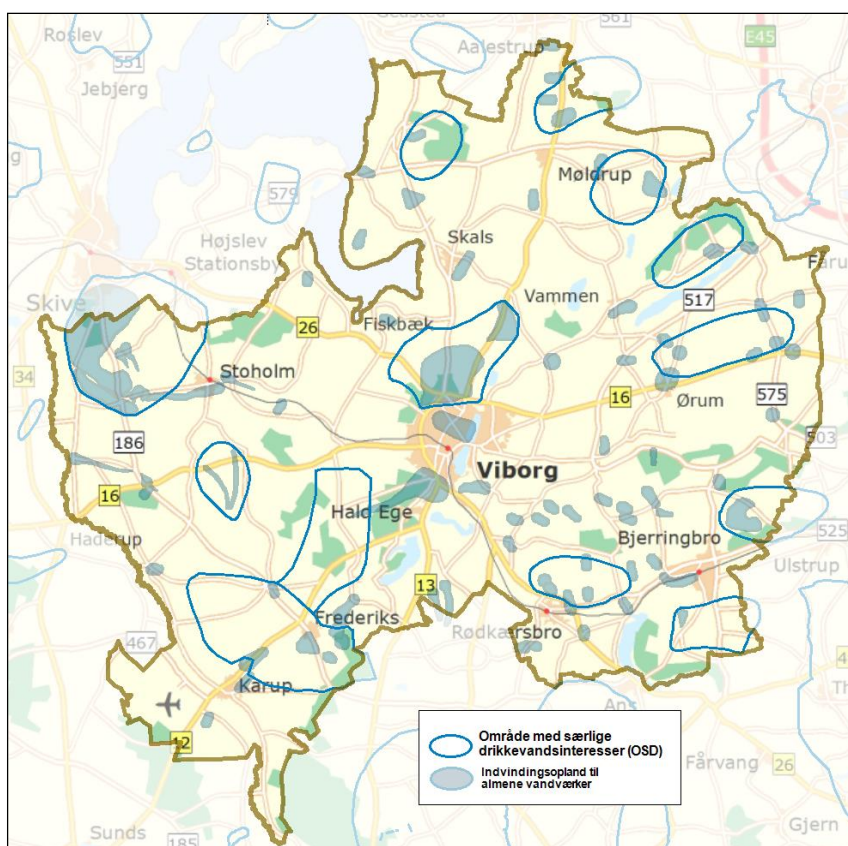 Roslev
Gedsted
Aalestrup
561
E45
551
Jebjerg
579
Møldrup
Højslev
Stationsby
Skals
Skive
26
Fiskbæk
Vammen
517
34
Stoholm
16
Ørum
575
186
503
Viborg
16
Hald Ege
Haderup
Bjerringbro
525
Ulstrup
13
Frederiks
Rødkærsbro
467
Karup
12
Område med særlige
drikkevandsinteresser (OSD)
Indvindingsopland til
almene vandværker
Fårvang
26
Sunds
185
Gjern